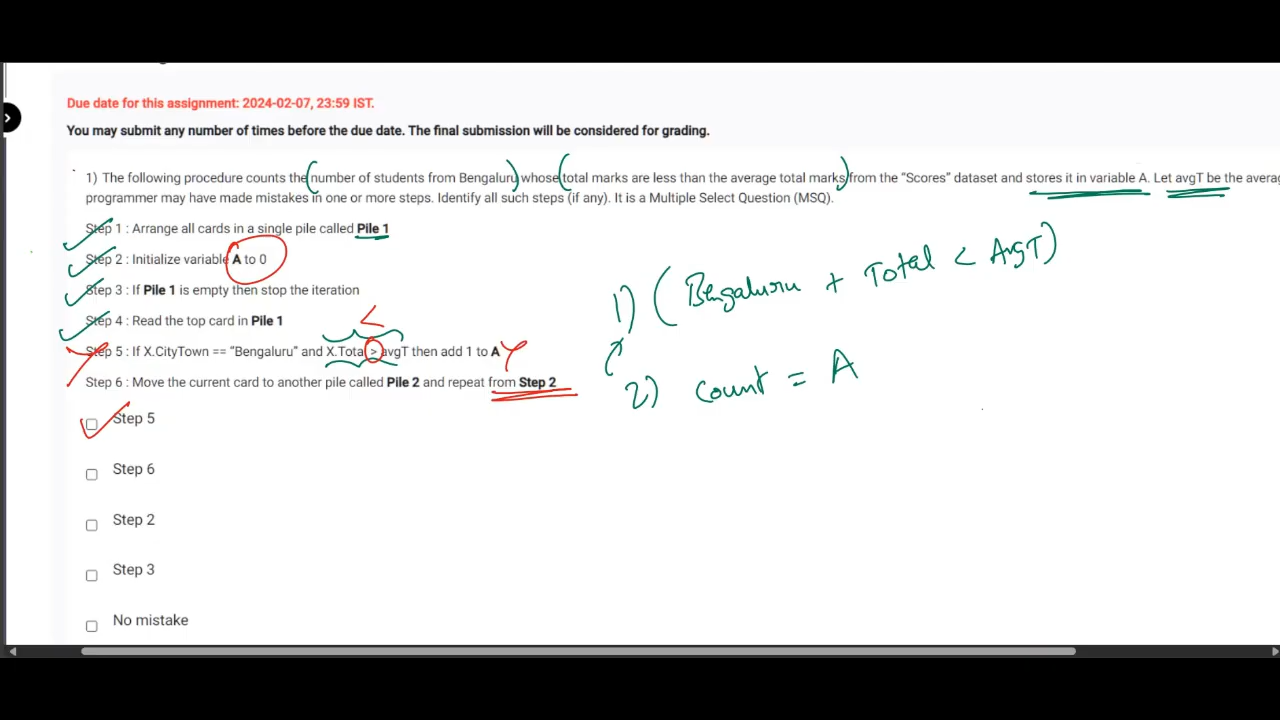 Due date for this assignment: 2024-02-07, 23:59 IST.
You may submit any number of times before the due date. The final submission will be considered for grading.
1) The following procedure counts the (number of students from Bengaluru) whose (total marks are less than the average total marks) from the "Scores" dataset and stores it in variable A. Let avgT be the averag
programmer may have made mistakes in one or more steps. Identify all such steps (if any). It is a Multiple Select Question (MSQ).
Step 1 : Arrange all cards in a single pile called Pile 1
Step 2 : Initialize variable A to 0
1) (Bengaluru + Total < AvgT)
Step 3 : If Pile 1 is empty then stop the iteration
Step 4 : Read the top card in Pile 1
<
Step 5 : If X.CityTown == "Bengaluru" and X.Total > avgT then add 1 to A
2) count = A
Step 6 : Move the current card to another pile called Pile 2 and repeat from Step 2
Step 5
Step 6
Step 2
Step 3
No mistake